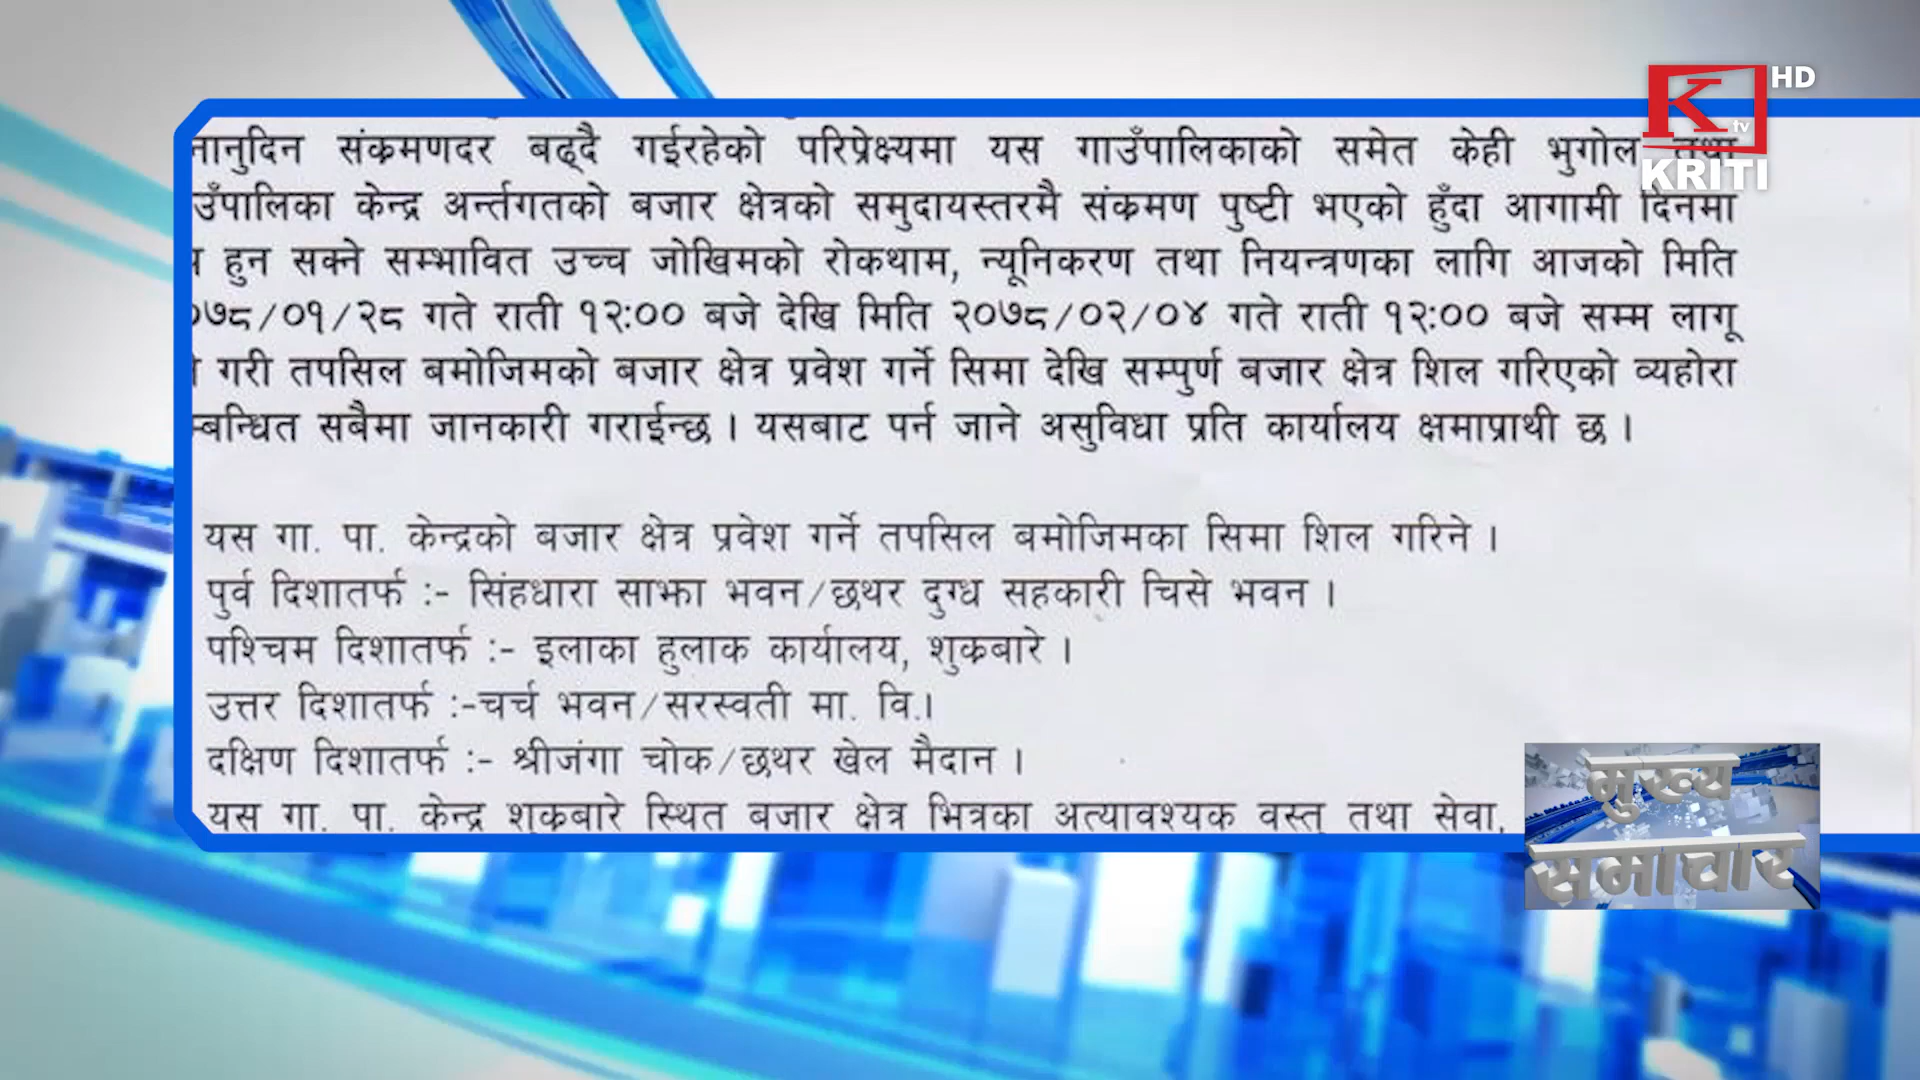 संक्रमणदर बढ्दै गईरहेको परिप्रेक्ष्यमा यस गाउँपालिकाको समेत केही भुगोल तथा
केन्द्र अर्न्तगतको बजार क्षेत्रको समुदायस्तरमै संक्रमण पुष्टी भएको हुँदा आगामी दिनमा
हुन सक्ने सम्भावित उच्च जोखिमको रोकथाम, न्यूनिकरण तथा नियन्त्रणका लागि आजको मिति
०७८/०१/२८ गते राती १२:०० बजे देखि मिति २०७८/०२/०४ गते राती १२:०० बजे सम्म लागू
गरी तपसिल बमोजिमको बजार क्षेत्र प्रवेश गर्ने सिमा देखि सम्पुर्ण बजार क्षेत्र शिल गरिएको व्यहोरा
म्बन्धित सबैमा जानकारी गराईन्छ । यसबाट पर्न जाने असुविधा प्रति कार्यालय क्षमाप्राथी छ ।
यस गा. पा. केन्द्रको बजार क्षेत्र प्रवेश गर्ने तपसिल बमोजिमका सिमा शिल गरिने ।
पुर्व दिशातर्फ :- सिंहधारा साझा भवन/छथर दुग्ध सहकारी चिसे भवन ।
पश्चिम दिशातर्फ :- इलाका हुलाक कार्यालय, शुक्रबारे ।
उत्तर दिशातर्फ :-चर्च भवन/सरस्वती मा. वि.।
दक्षिण दिशातर्फ :- श्रीजंगा चोक/छथर खेल मैदान ।
यस गा. पा. केन्द्र शुक्रबारे स्थित बजार क्षेत्र भित्रका अत्यावश्यक वस्तु तथा सेवा,
K tv HD
KRITI
मुख्य
समाचार